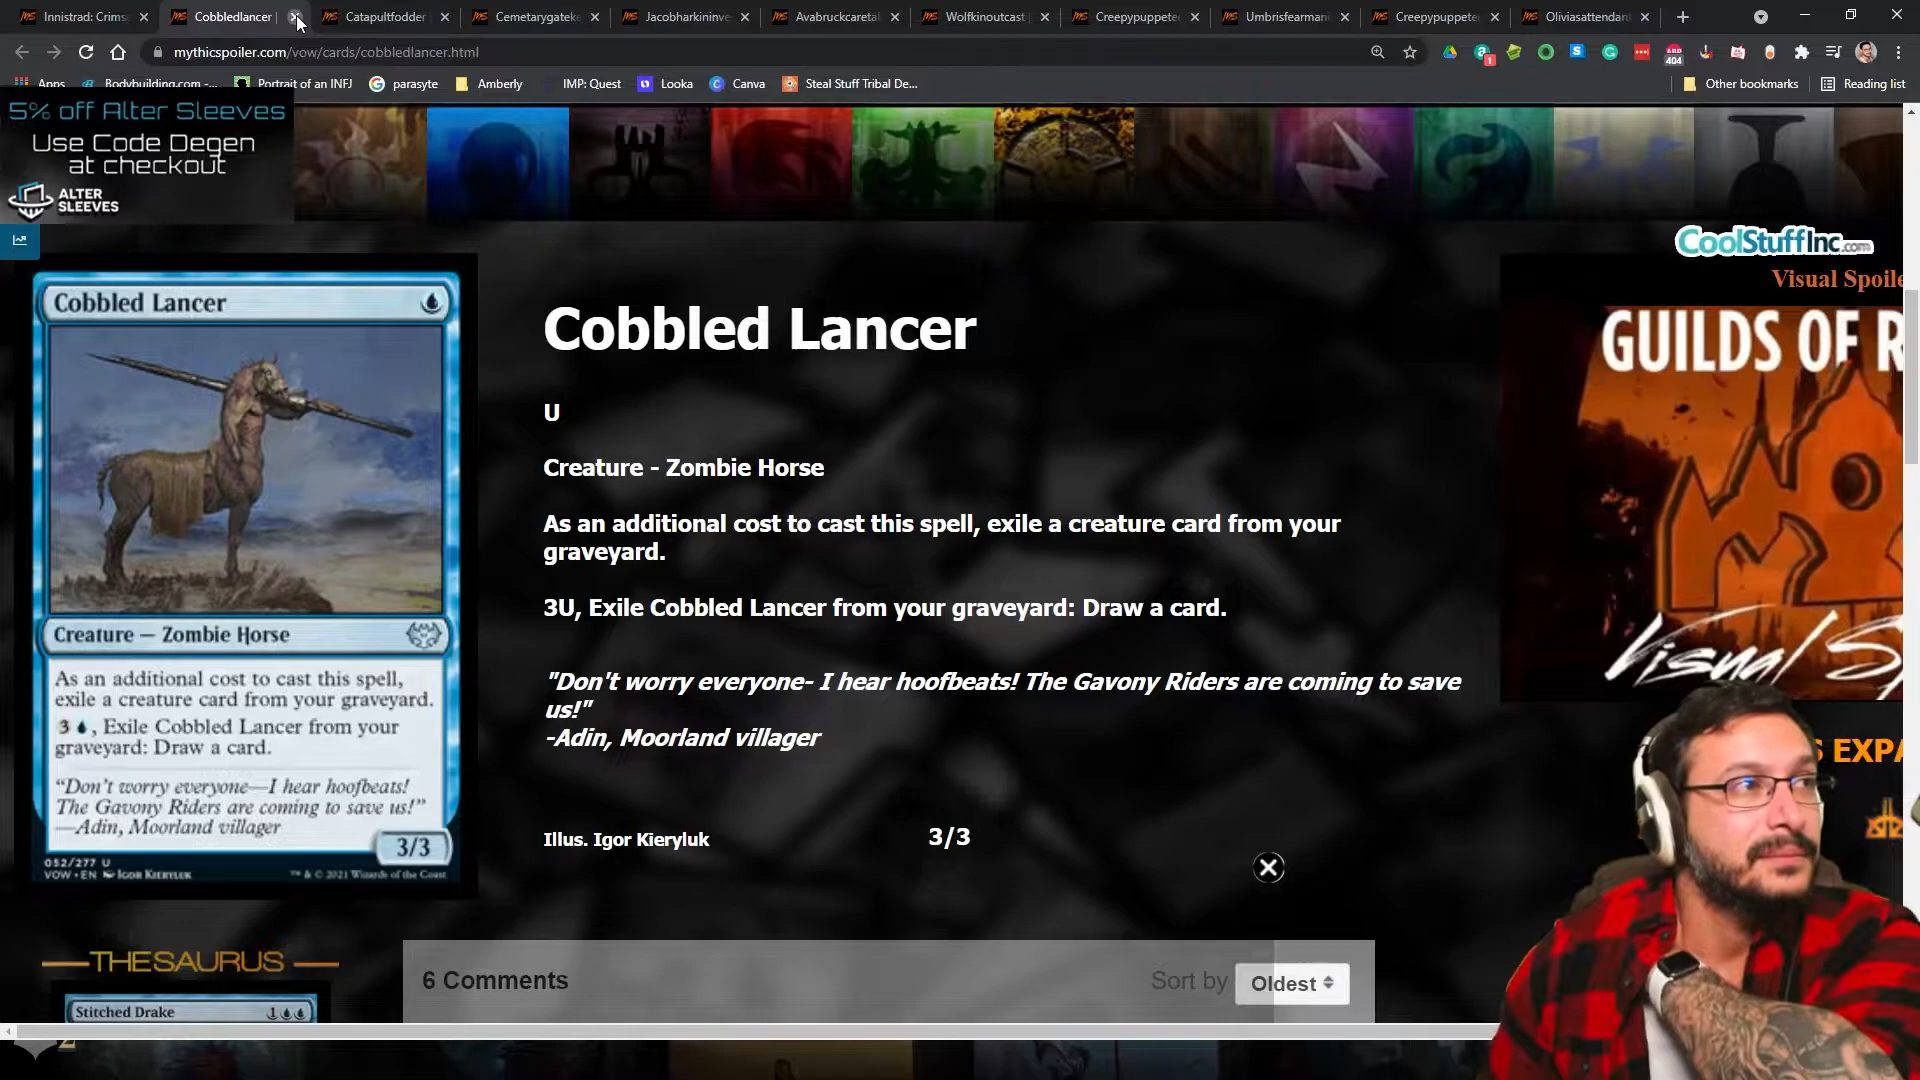 Innistrad: Crims
Cobbledlancer |
Catapultfodder |
Cemetarygateke
Jacobharkininve
Avabruckcaretal
Wolfkinoutcast |
Creepypuppete
Umbrisfearmani
Creepypuppete
Oliviasattendant
mythicspoiler.com/vow/cards/cobbledlancer.html
1
404
Apps
Bodybuilding.com -...
Portrait of an INFJ
parasyte
Amberly
IMP: Quest
Looka
Canva
Steal Stuff Tribal De...
Other bookmarks
Reading list
5% off Alter Sleeves
Use Code Degen
at checkout
ALTER
SLEEVES
CoolStuffInc.com
Visual Spoile
GUILDS OF R
Visual S
S EXPA
Cobbled Lancer
Creature — Zombie Horse
As an additional cost to cast this spell,
exile a creature card from your graveyard.
3, Exile Cobbled Lancer from your
graveyard: Draw a card.
"Don't worry everyone—I hear hoofbeats!
The Gavony Riders are coming to save us!"
—Adin, Moorland villager
3/3
052/277 U
VOW • EN Igor Kieryluk
™ & © 2021 Wizards of the Coast
Cobbled Lancer
U
Creature - Zombie Horse
As an additional cost to cast this spell, exile a creature card from your
graveyard.
3U, Exile Cobbled Lancer from your graveyard: Draw a card.
"Don't worry everyone- I hear hoofbeats! The Gavony Riders are coming to save
us!"
-Adin, Moorland villager
Illus. Igor Kieryluk
3/3
THESAURUS
Stitched Drake
1
6 Comments
Sort by
Oldest